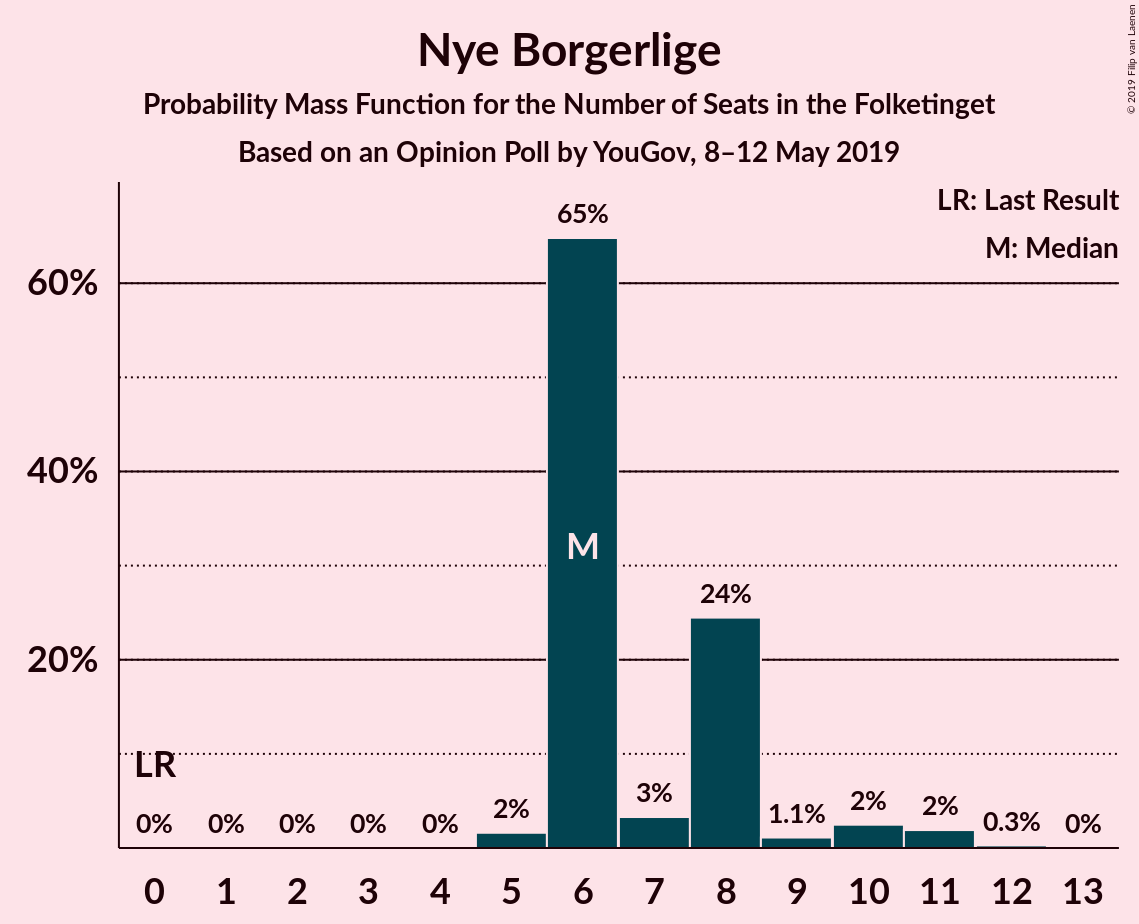 Nye Borgerlige
Probability Mass Function for the Number of Seats in the Folketinget
Based on an Opinion Poll by YouGov, 8–12 May 2019
© 2019 Filip van Laenen
LR: Last Result
M: Median
60%
40%
20%
65%
M
24%
LR
0% 0% 0% 0% 0% 2% 3% 1.1% 2% 2% 0.3% 0%
0 1 2 3 4 5 6 7 8 9 10 11 12 13